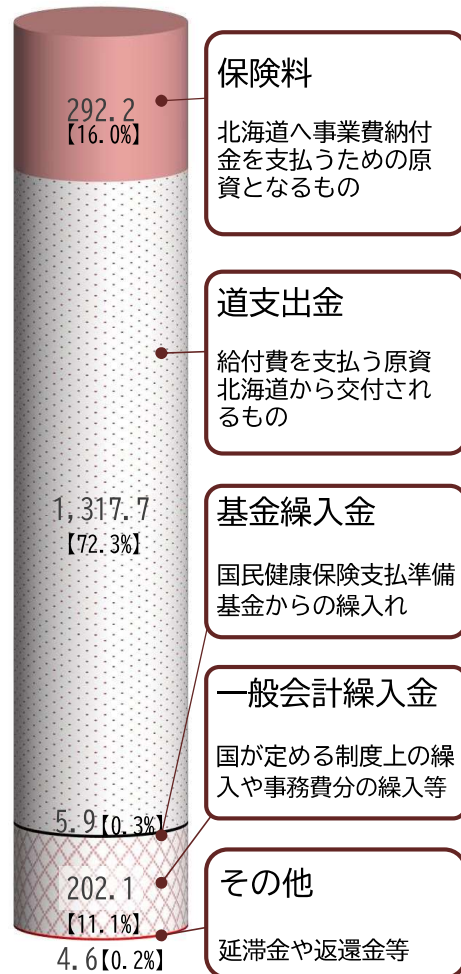 292.2
【16.0%】
保険料
北海道へ事業費納付
金を支払うための原
資となるもの
道支出金
給付費を支払う原資
北海道から交付され
るもの
1,317.7
【72.3%】
基金繰入金
国民健康保険支払準備
基金からの繰入れ
5.9【0.3%】
一般会計繰入金
国が定める制度上の繰
入や事務費分の繰入等
202.1
【11.1%】
その他
延滞金や返還金等
4.6【0.2%】